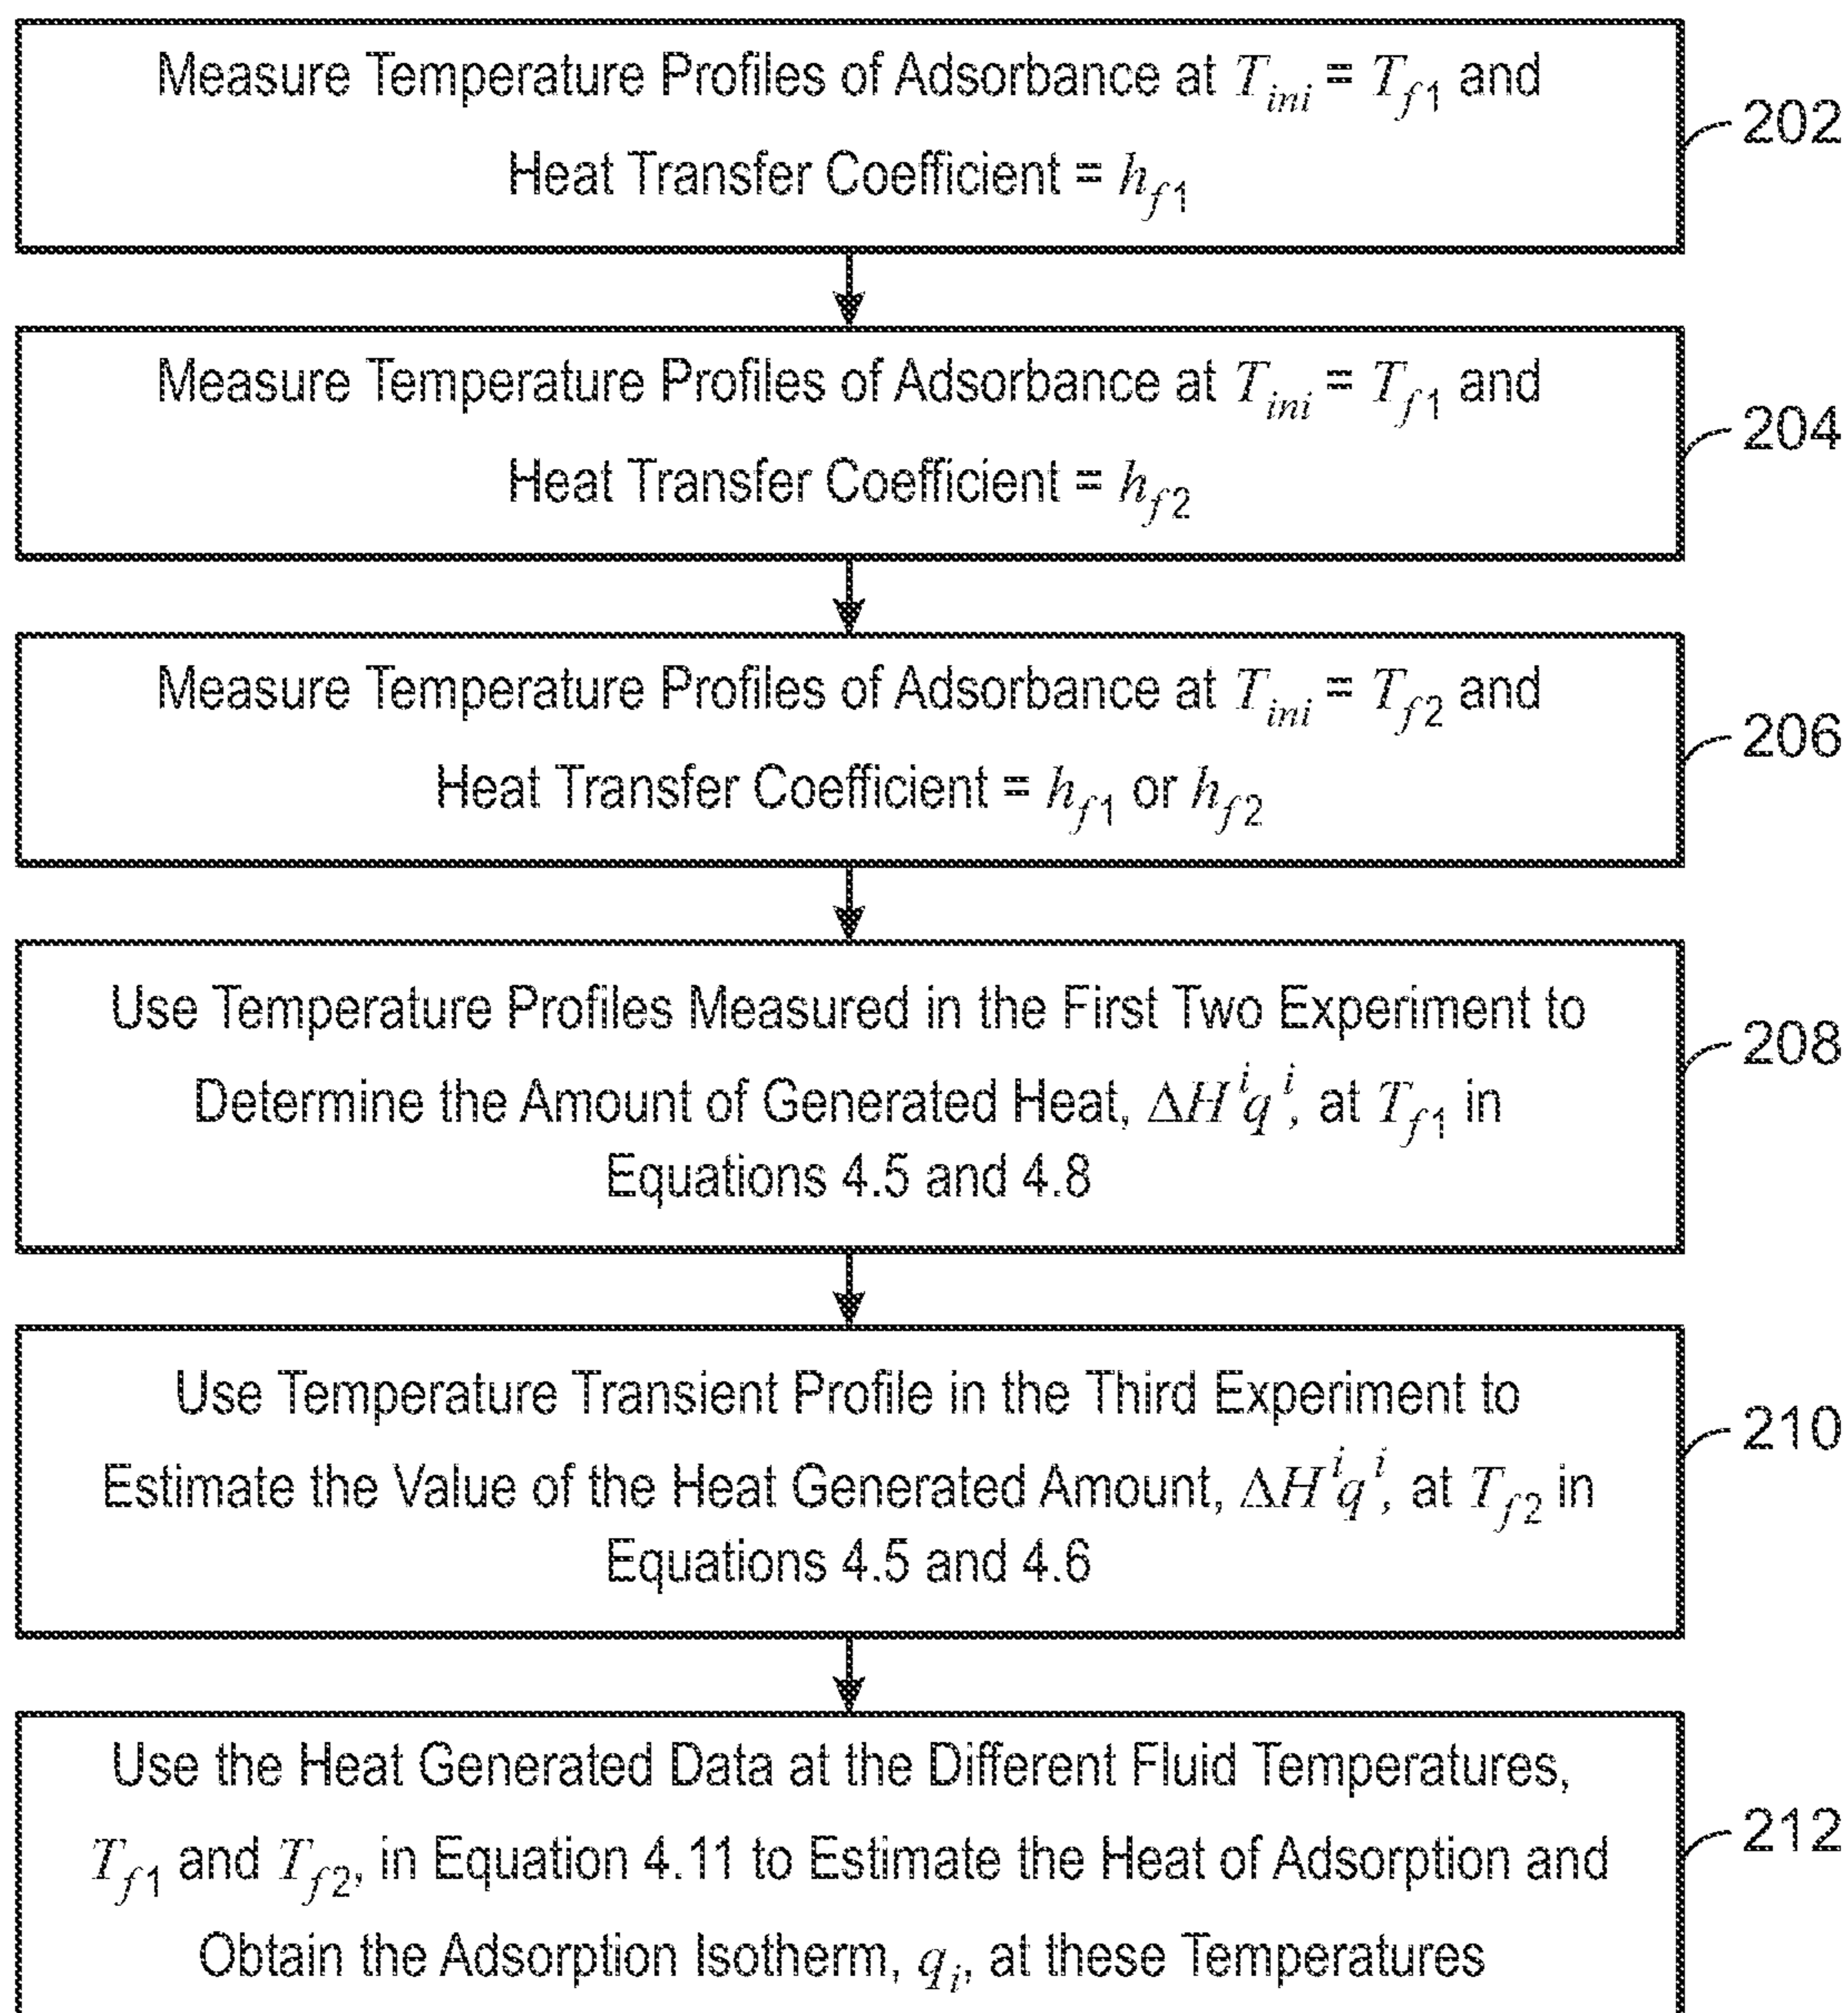 Measure Temperature Profiles of Adsorbance at T_ini = T_f1 and
Heat Transfer Coefficient = h_f1
202
Measure Temperature Profiles of Adsorbance at T_ini = T_f1 and
Heat Transfer Coefficient = h_f2
204
Measure Temperature Profiles of Adsorbance at T_ini = T_f2 and
Heat Transfer Coefficient = h_f1 or h_f2
206
Use Temperature Profiles Measured in the First Two Experiment to
Determine the Amount of Generated Heat, ΔH^i q^i, at T_f1 in
Equations 4.5 and 4.8
208
Use Temperature Transient Profile in the Third Experiment to
Estimate the Value of the Heat Generated Amount, ΔH^i q^i, at T_f2 in
Equations 4.5 and 4.6
210
Use the Heat Generated Data at the Different Fluid Temperatures,
T_f1 and T_f2, in Equation 4.11 to Estimate the Heat of Adsorption and
Obtain the Adsorption Isotherm, q_i, at these Temperatures
212